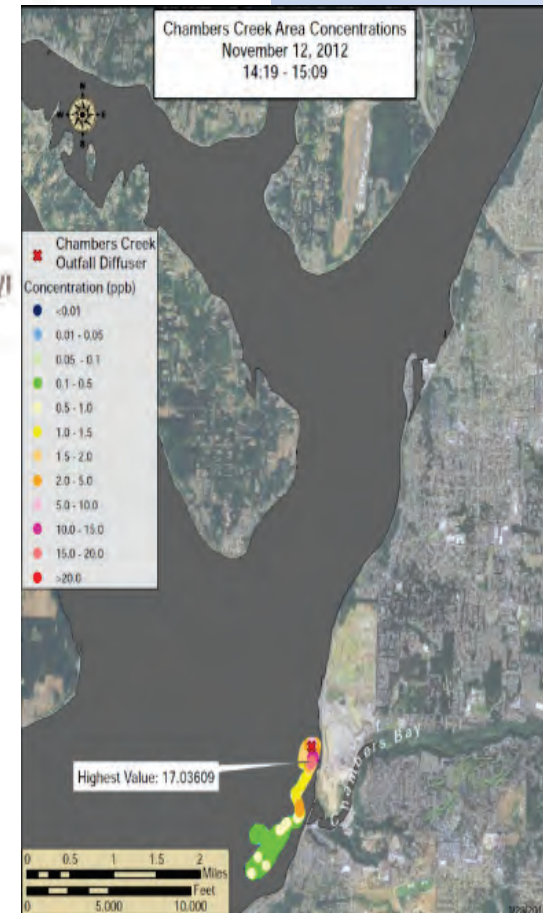 Chambers Creek Area Concentrations
November 12, 2012
14:19 - 15:09
N
W E
S
Chambers Creek
Outfall Diffuser
Concentration (ppb)
<0.01
0.01 - 0.05
0.05 - 0.1
0.1 - 0.5
0.5 - 1.0
1.0 - 1.5
1.5 - 2.0
2.0 - 5.0
5.0 - 10.0
10.0 - 15.0
15.0 - 20.0
>20.0
Chambers Bay
Highest Value: 17.03609
0 0.5 1 1.5 2
Miles
Feet
0 5,000 10,000